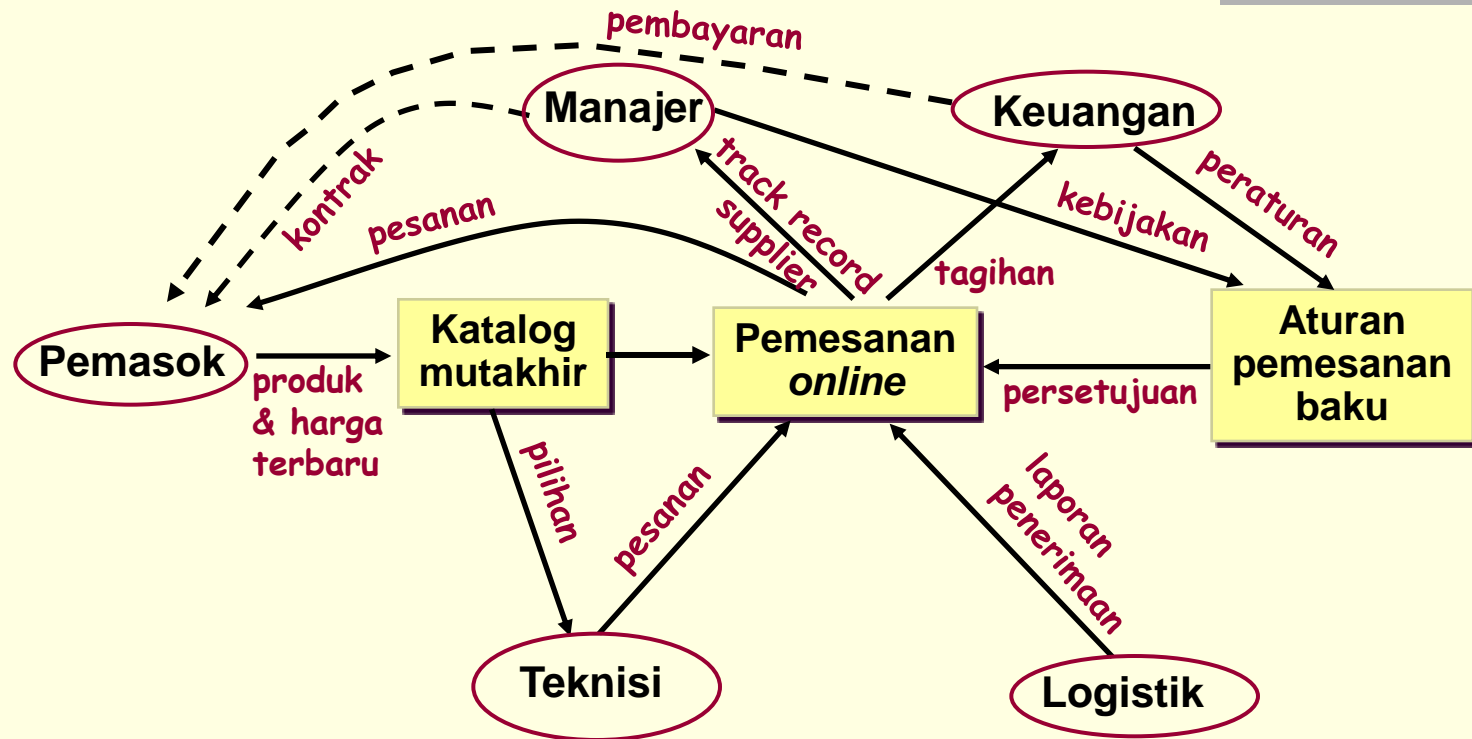 pembayaran
Manajer
Keuangan
kontrak
pesanan
track record
supplier
kebijakan
peraturan
tagihan
Pemasok
produk
& harga
terbaru
Katalog
mutakhir
Pemesanan
online
persetujuan
Aturan
pemesanan
baku
pilihan
pesanan
laporan
penerimaan
Teknisi
Logistik